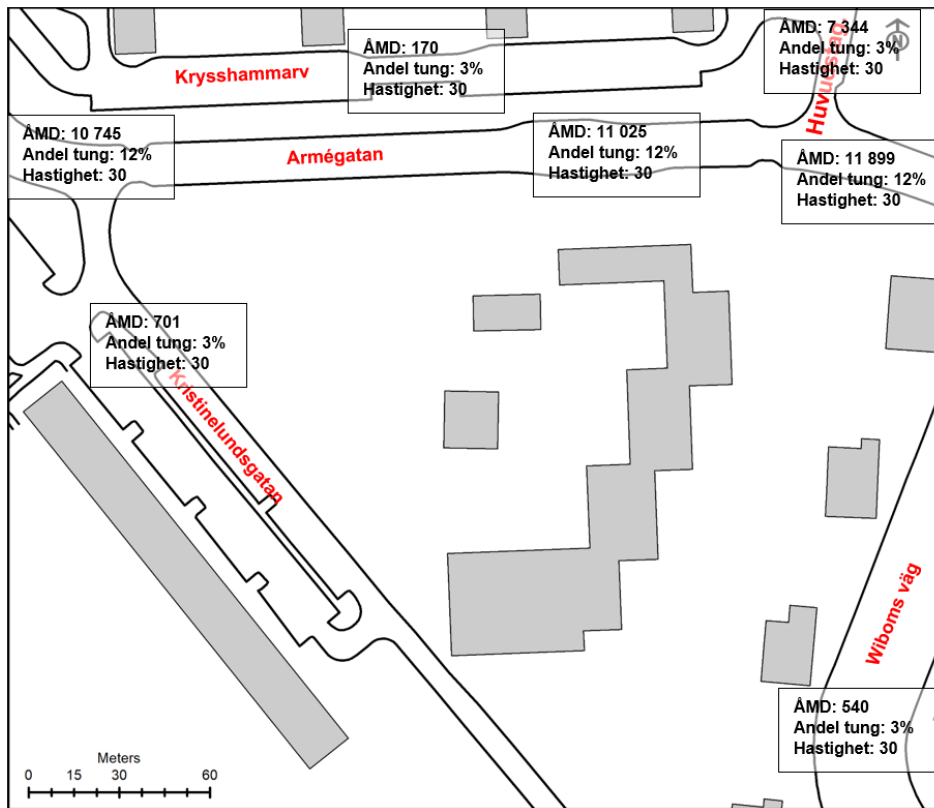 ÅMD: 7 344
Andel tung: 3%
Hastighet: 30
N
ÅMD: 170
Andel tung: 3%
Hastighet: 30
Krysshammarv
Huvudstag
ÅMD: 10 745
Andel tung: 12%
Hastighet: 30
Armégatan
ÅMD: 11 025
Andel tung: 12%
Hastighet: 30
ÅMD: 11 899
Andel tung: 12%
Hastighet: 30
ÅMD: 701
Andel tung: 3%
Hastighet: 30
Kristinelundsgatan
Wiboms väg
ÅMD: 540
Andel tung: 3%
Hastighet: 30
Meters
0 15 30 60